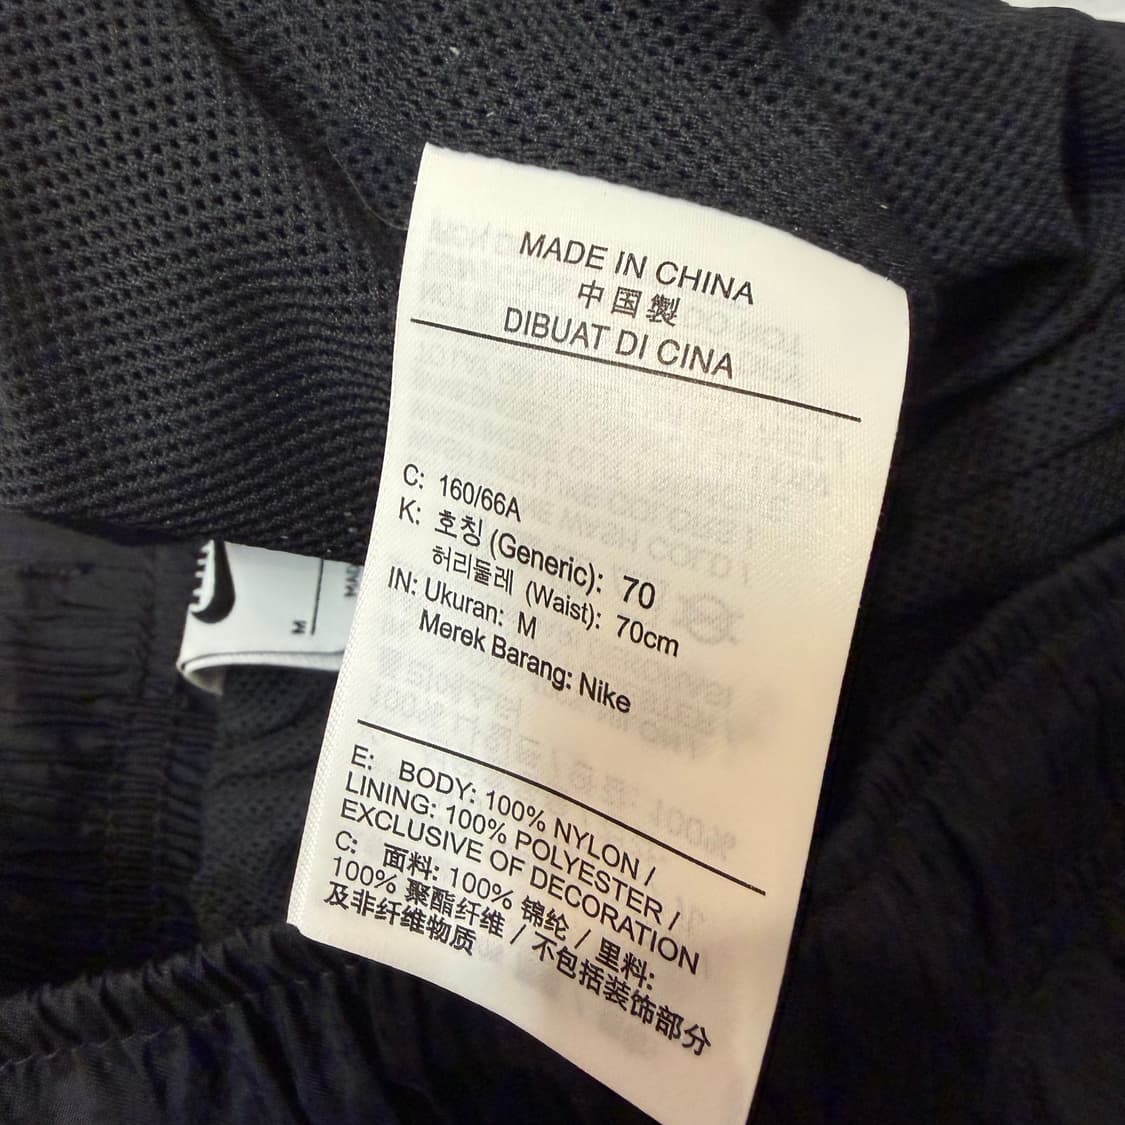 MADE IN CHINA
中国製
DIBUAT DI CINA
C: 160/66A
K: 호칭 (Generic): 70
허리둘레 (Waist): 70cm
IN: Ukuran: M
Merek Barang: Nike
E: BODY: 100% NYLON /
LINING: 100% POLYESTER /
EXCLUSIVE OF DECORATION
C: 面料: 100% 锦纶 / 里料:
100% 聚酯纤维 / 不包括装饰部分
及非纤维物质
M
MAD